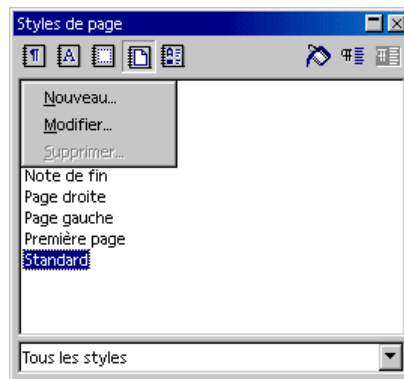 Styles de page
Nouveau...
Modifier...
Supprimer...
Note de fin
Page droite
Page gauche
Première page
Standard
Tous les styles